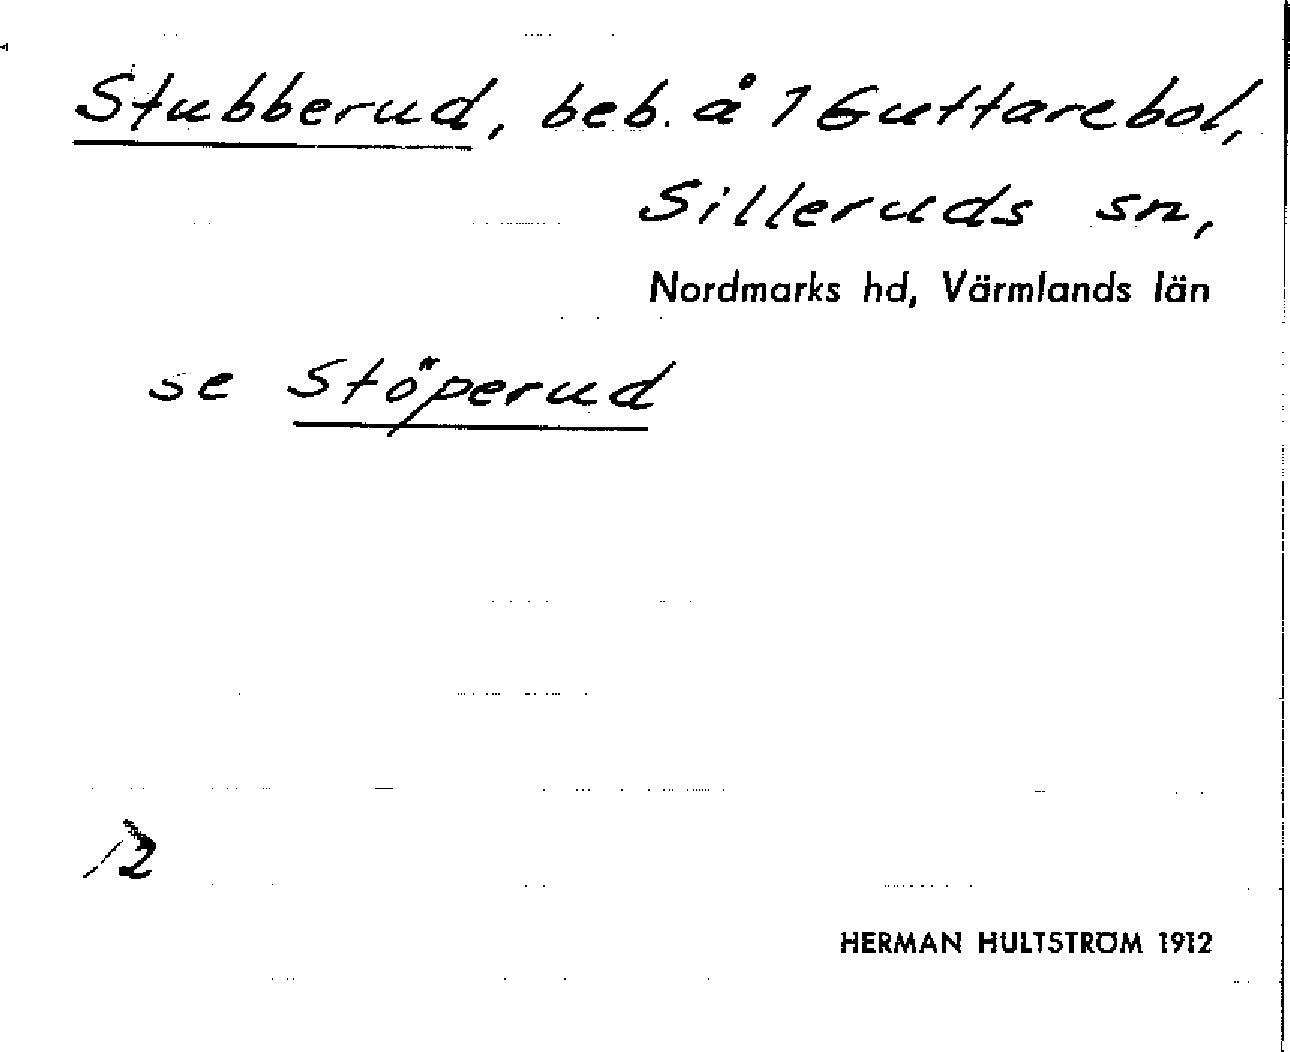 Stubberud, beb. å 1 Guttarebol,
Silleruds sn,
Nordmarks hd, Värmlands län
se Stöperud
12
HERMAN HULTSTRÖM 1912